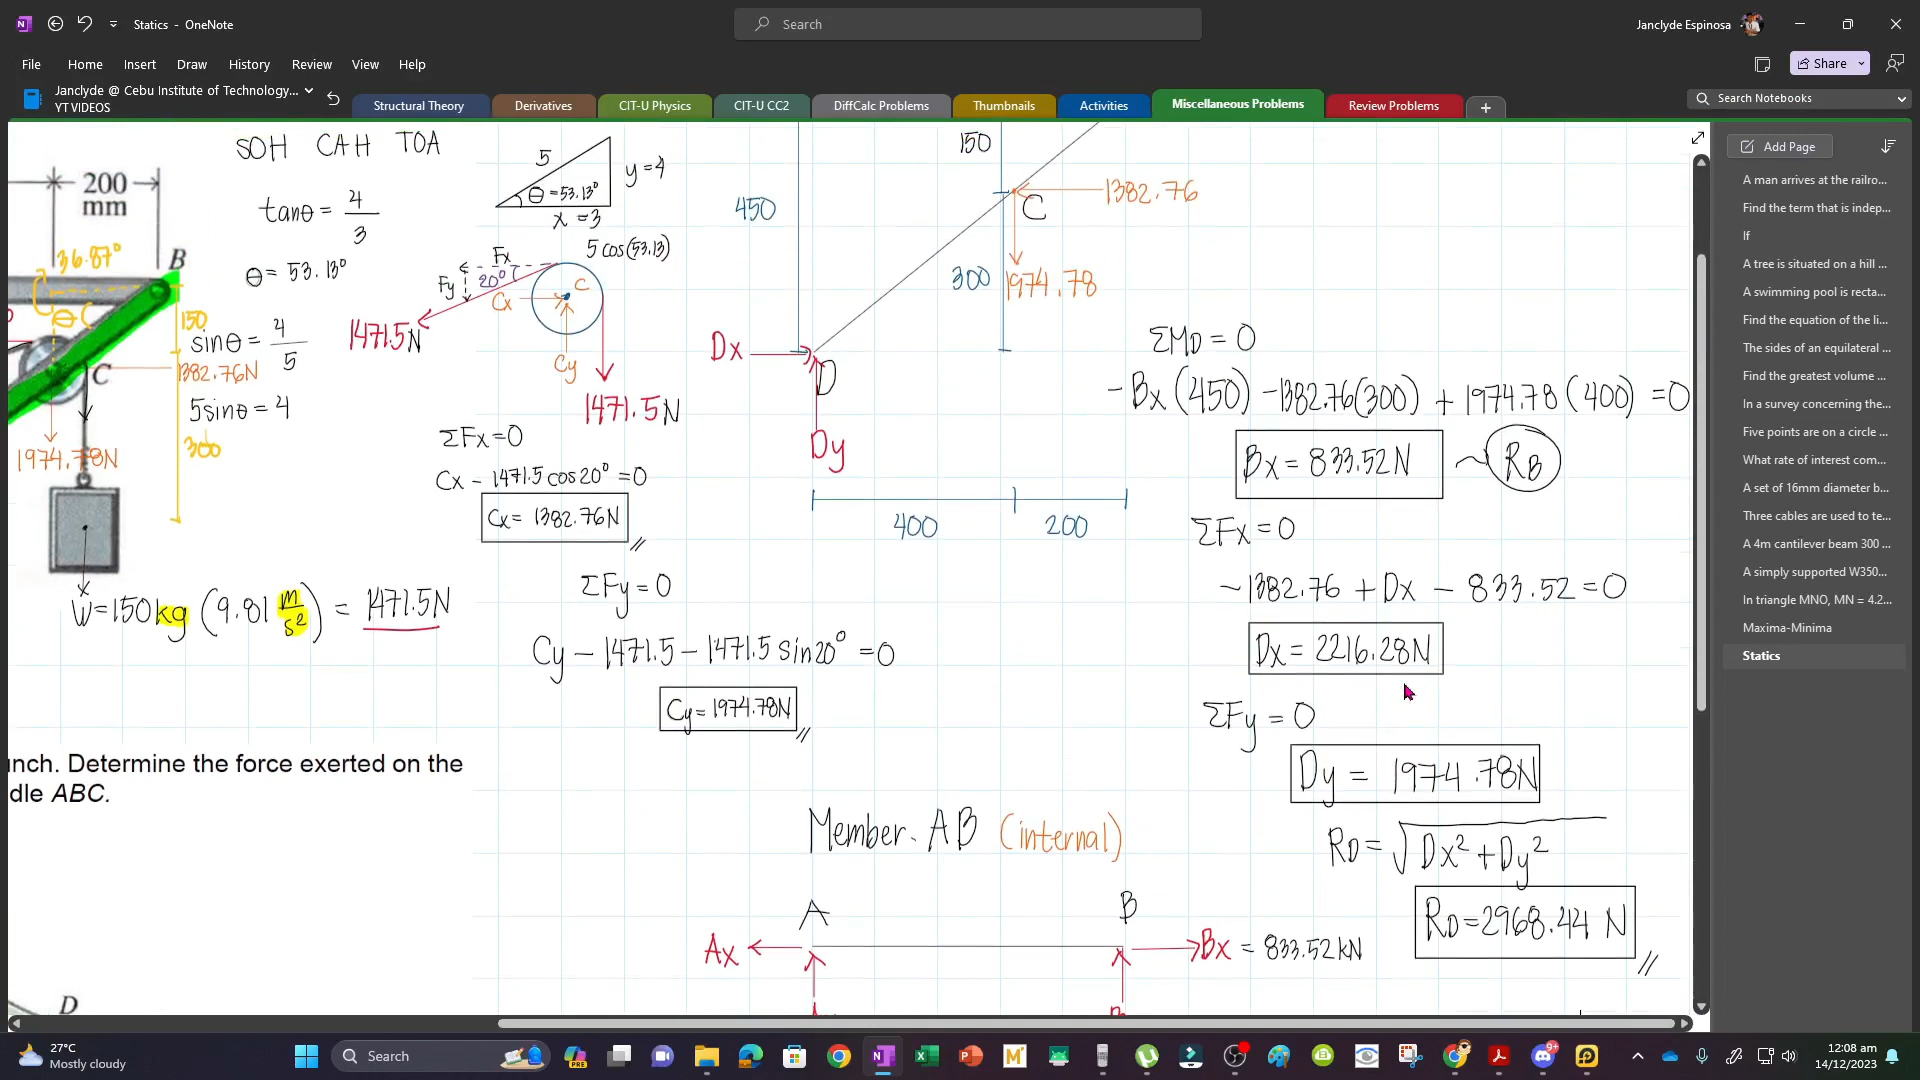 Statics - OneNote
Search
Janclyde Espinosa
File Home Insert Draw History Review View Help
Share
Janclyde @ Cebu Institute of Technology...
YT VIDEOS
Structural Theory Derivatives CIT-U Physics CIT-U CC2 DiffCalc Problems Thumbnails Activities Miscellaneous Problems Review Problems +
Search Notebooks
Add Page
A man arrives at the railro...
Find the term that is indep...
If
A tree is situated on a hill ...
A swimming pool is recta...
Find the equation of the li...
The sides of an equilateral ...
Find the greatest volume ...
In a survey concerning the...
Five points are on a circle ...
What rate of interest com...
A set of 16mm diameter b...
Three cables are used to te...
A 4m cantilever beam 300 ...
A simply supported W350...
In triangle MNO, MN = 4.2...
Maxima-Minima
Statics
SOH CAH TOA
200
mm
36.87°
B
θ
150
C
1382.76N
1974.78N
300
tanθ = 4/3
θ = 53.13°
sinθ = 4/5
5sinθ = 4
W=150kg (9.81 m/s²) = 1471.5N
5
y=4
θ=53.13°
x=3
5cos(53.13)
Fx
Fy
20°
C
Cx
Cy
1471.5N
1471.5N
ΣFx=0
Cx - 1471.5cos20° =0
Cx= 1382.76N
ΣFy=0
Cy - 1471.5 - 1471.5 sin20° =0
Cy=1974.78N
150
450
1382.76
C
300
1974.78
Dx
D
Dy
400
200
ΣMD = 0
- Bx (450) -1382.76(300) + 1974.78 (400) =0
Bx = 833.52N
RB
ΣFx=0
-1382.76 + Dx - 833.52=0
Dx= 2216.28N
ΣFy = 0
Dy = 1974.78N
RD= √Dx²+Dy²
RD=2968.44 N
Member AB (internal)
A
B
Ax
Bx = 833.52kN
unch. Determine the force exerted on the
dle ABC.
D
27°C
Mostly cloudy
Search
9+
12:08 am
14/12/2023